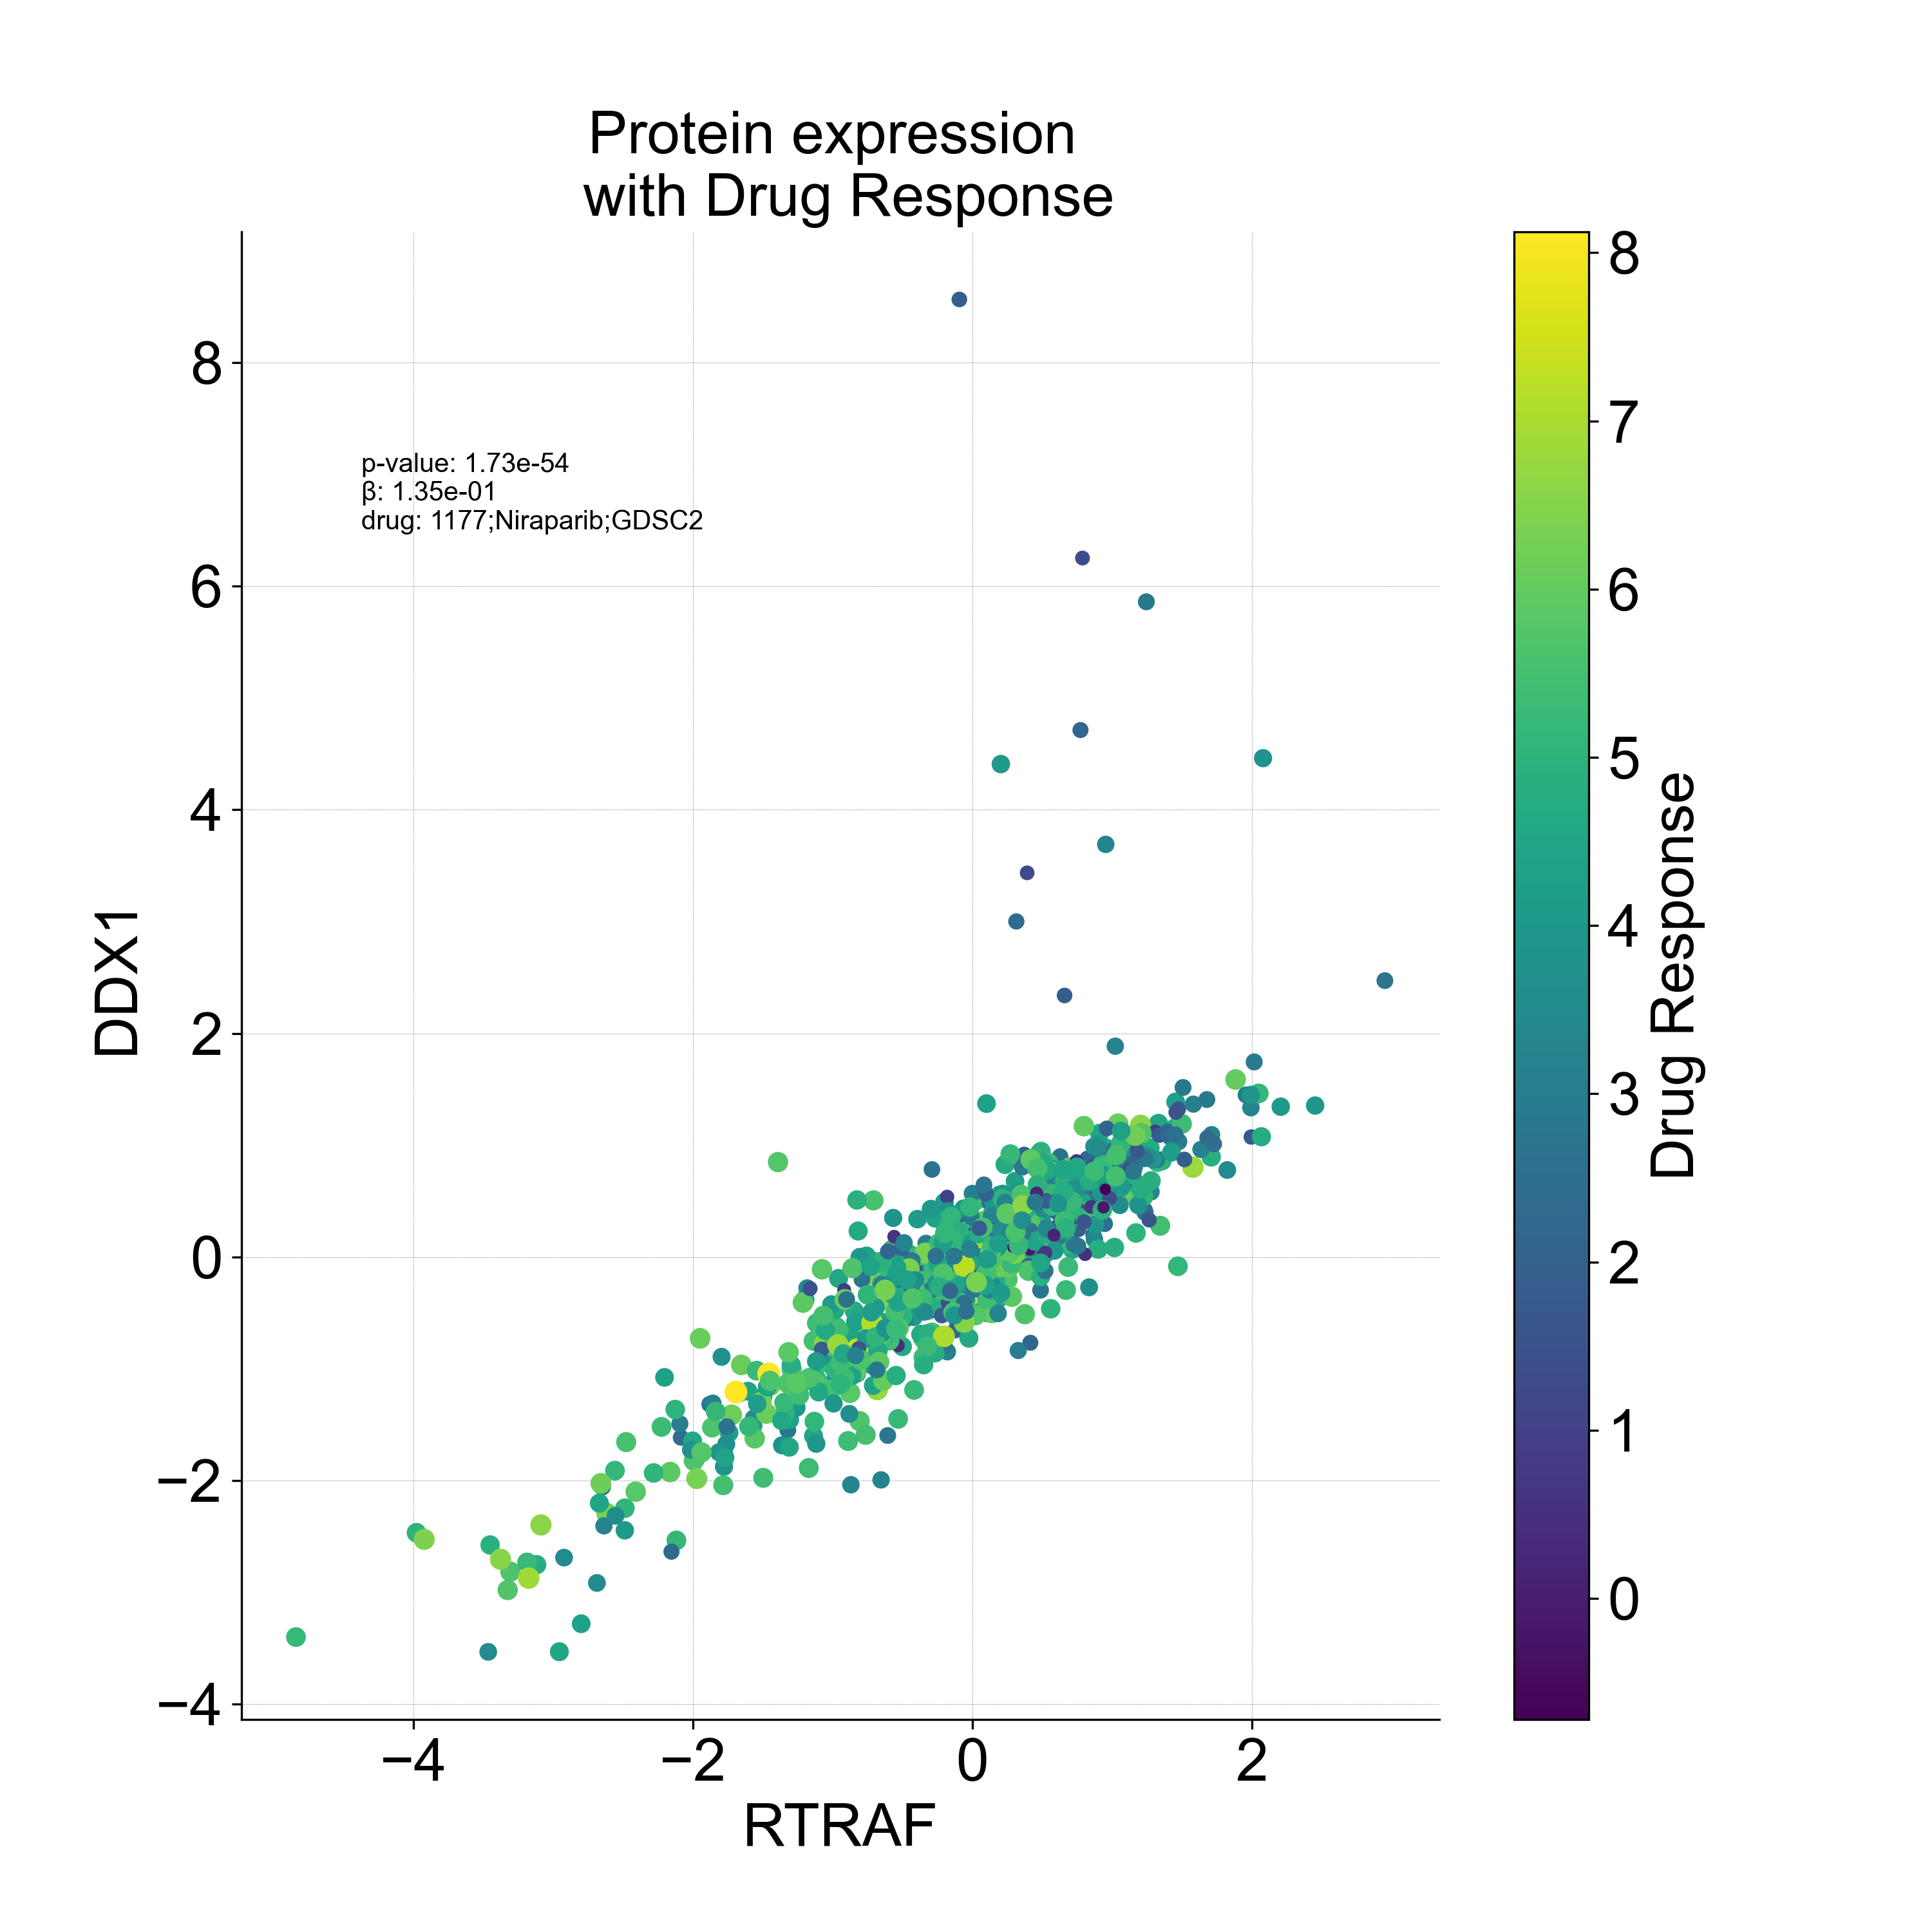 Protein expression
with Drug Response
p-value: 1.73e-54
β: 1.35e-01
drug: 1177;Niraparib;GDSC2
DDX1
8
6
4
2
0
−2
−4
−4
−2
0
2
RTRAF
8
7
6
5
4
3
2
1
0
Drug Response